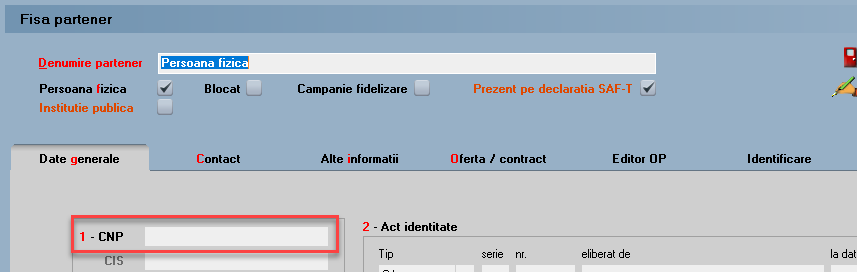 Fisa partener
Denumire partener Persoana fizica
Persoana fizica Blocat Campanie fidelizare Prezent pe declaratia SAF-T
Institutie publica
Date generale Contact Alte informatii Oferta / contract Editor OP Identificare
1 - CNP
2 - Act identitate
CIS
Tip serie nr. eliberat de la dat